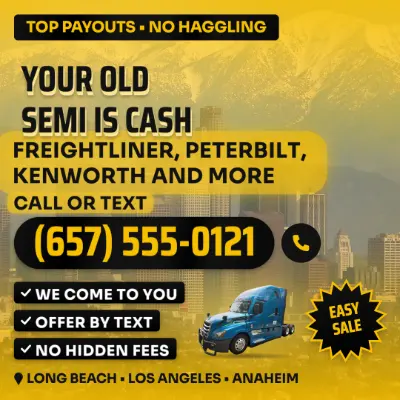 TOP PAYOUTS • NO HAGGLING
YOUR OLD
SEMI IS CASH
FREIGHTLINER, PETERBILT,
KENWORTH AND MORE
CALL OR TEXT
(657) 555-0121
WE COME TO YOU
OFFER BY TEXT
NO HIDDEN FEES
EASY
SALE
LONG BEACH • LOS ANGELES • ANAHEIM